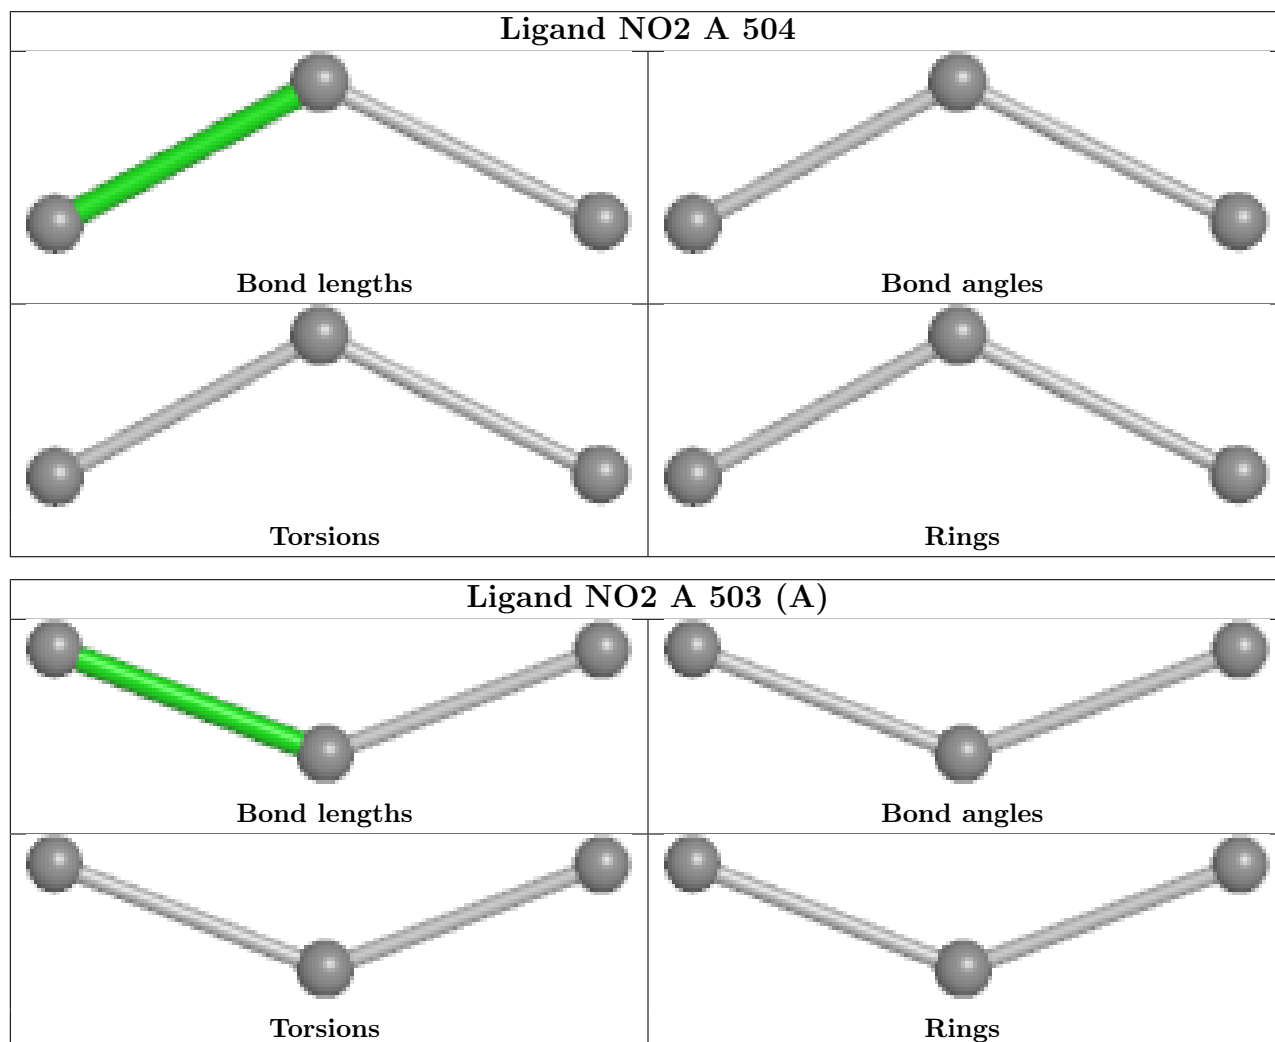 Ligand NO2 A 504
Bond lengths
Bond angles
Torsions
Rings
Ligand NO2 A 503 (A)
Bond lengths
Bond angles
Torsions
Rings